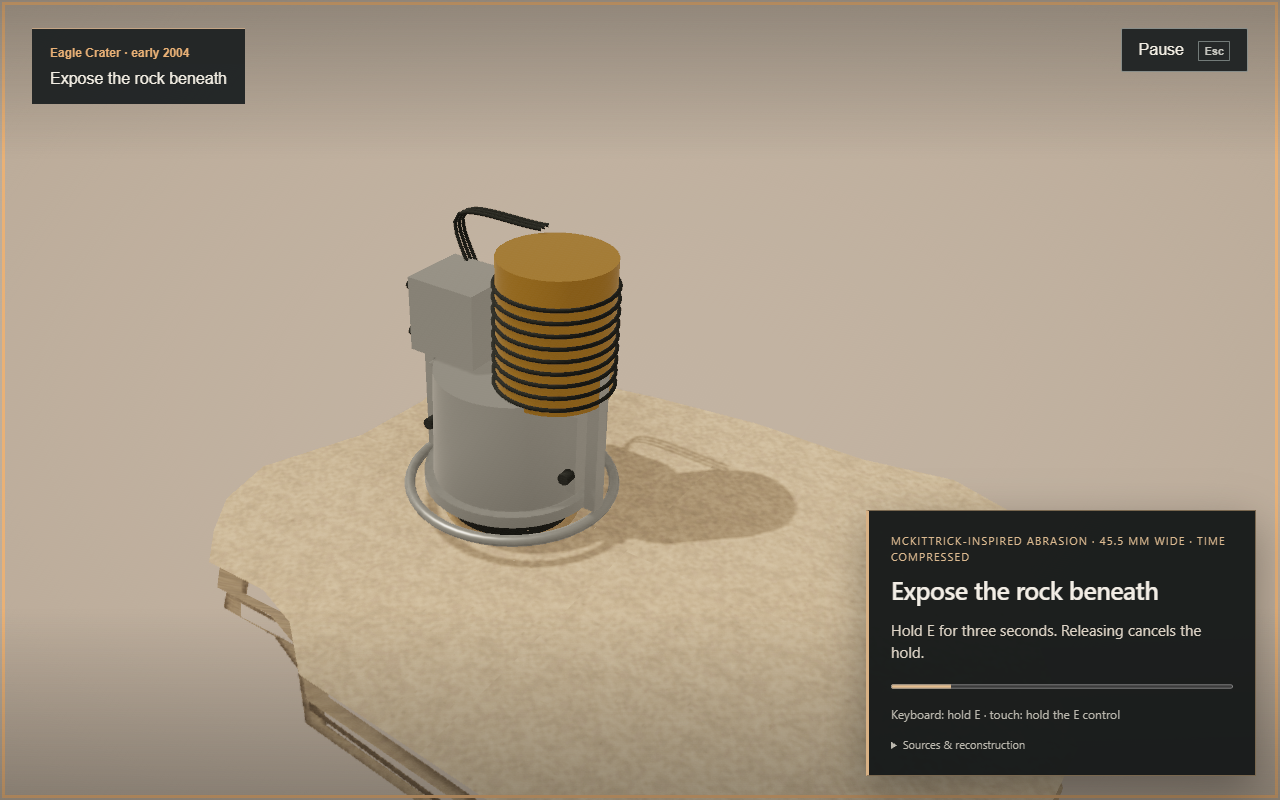 Eagle Crater · early 2004
Expose the rock beneath
Pause Esc
MCKITTRICK-INSPIRED ABRASION · 45.5 MM WIDE · TIME
COMPRESSED
Expose the rock beneath
Hold E for three seconds. Releasing cancels the
hold.
Keyboard: hold E · touch: hold the E control
Sources & reconstruction